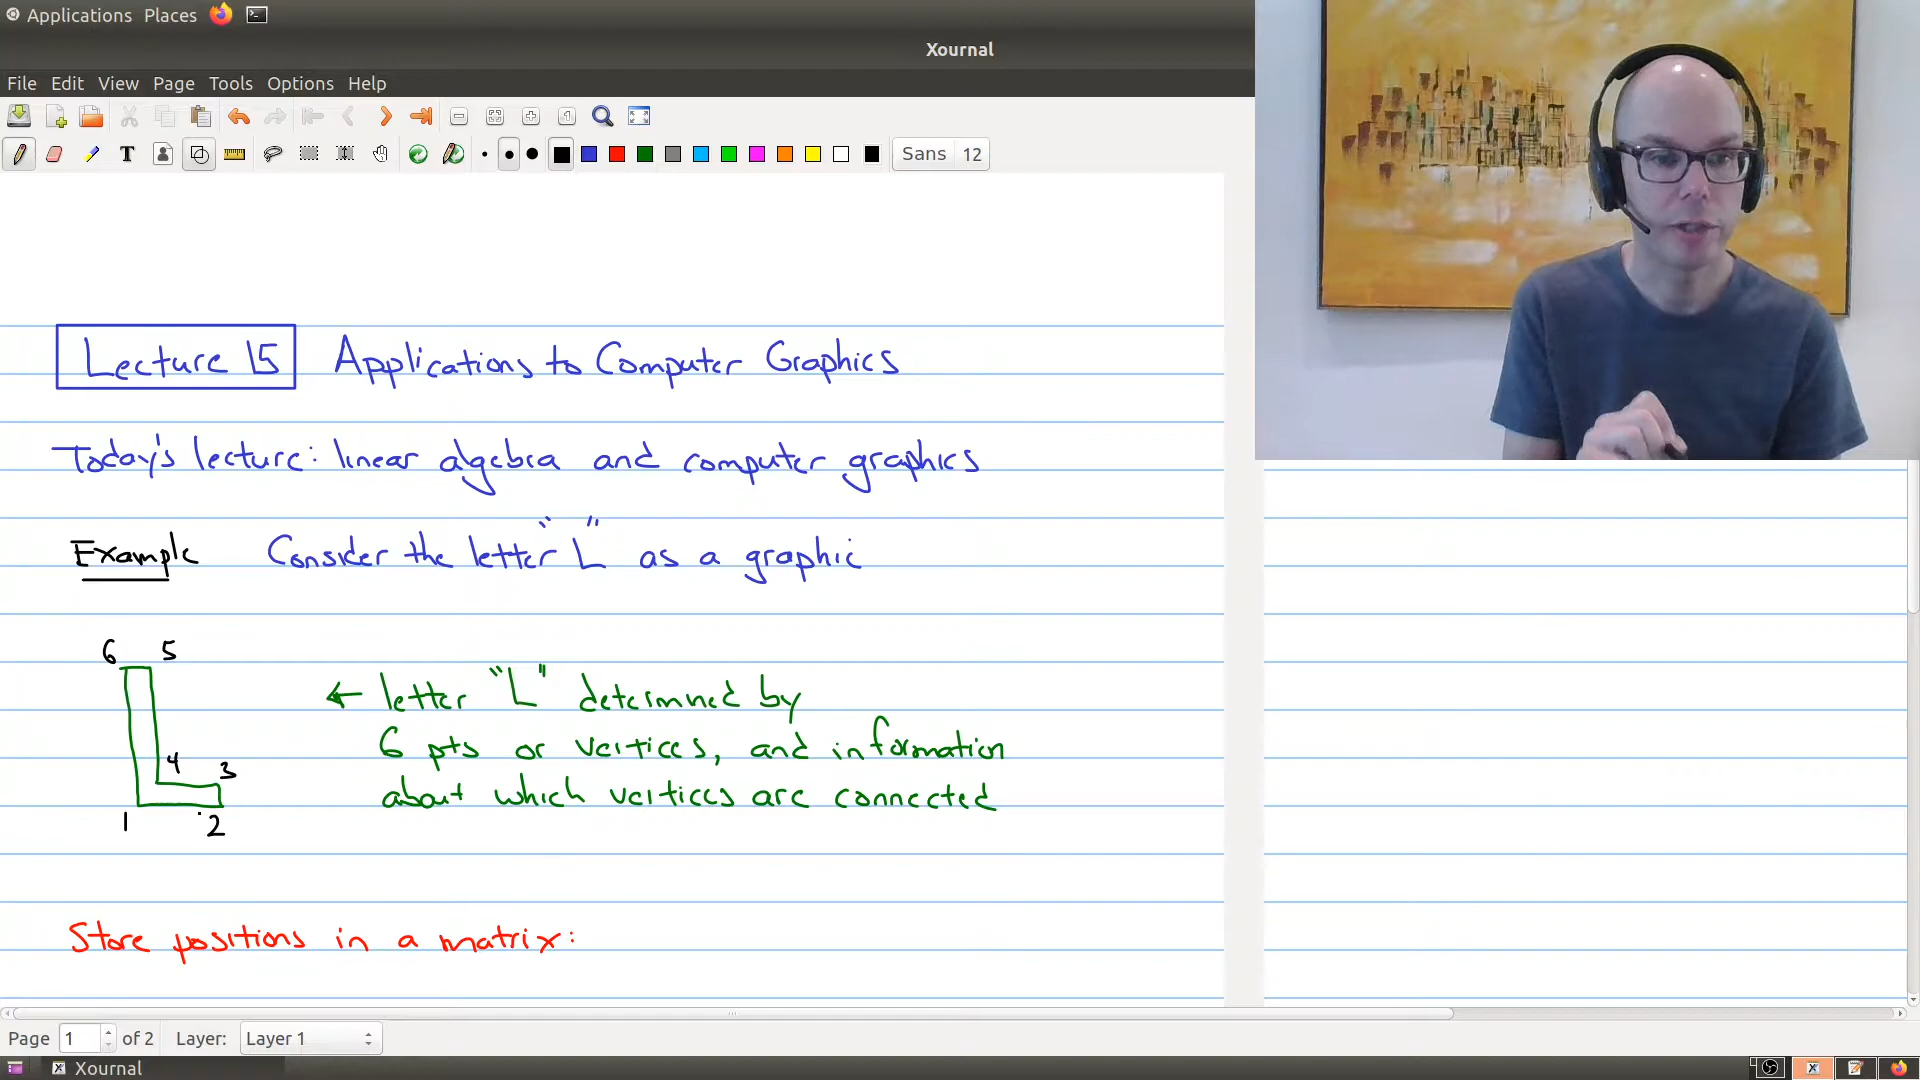 Applications Places
Xournal
File Edit View Page Tools Options Help
Sans 12
Lecture 15 Applications to Computer Graphics
Today's lecture: linear algebra and computer graphics
Example Consider the letter "L" as a graphic
6 5
← letter "L" determined by
6 pts or vertices, and information
4 3
about which vertices are connected
1 2
Store positions in a matrix:
Page 1 of 2 Layer: Layer 1
Xournal